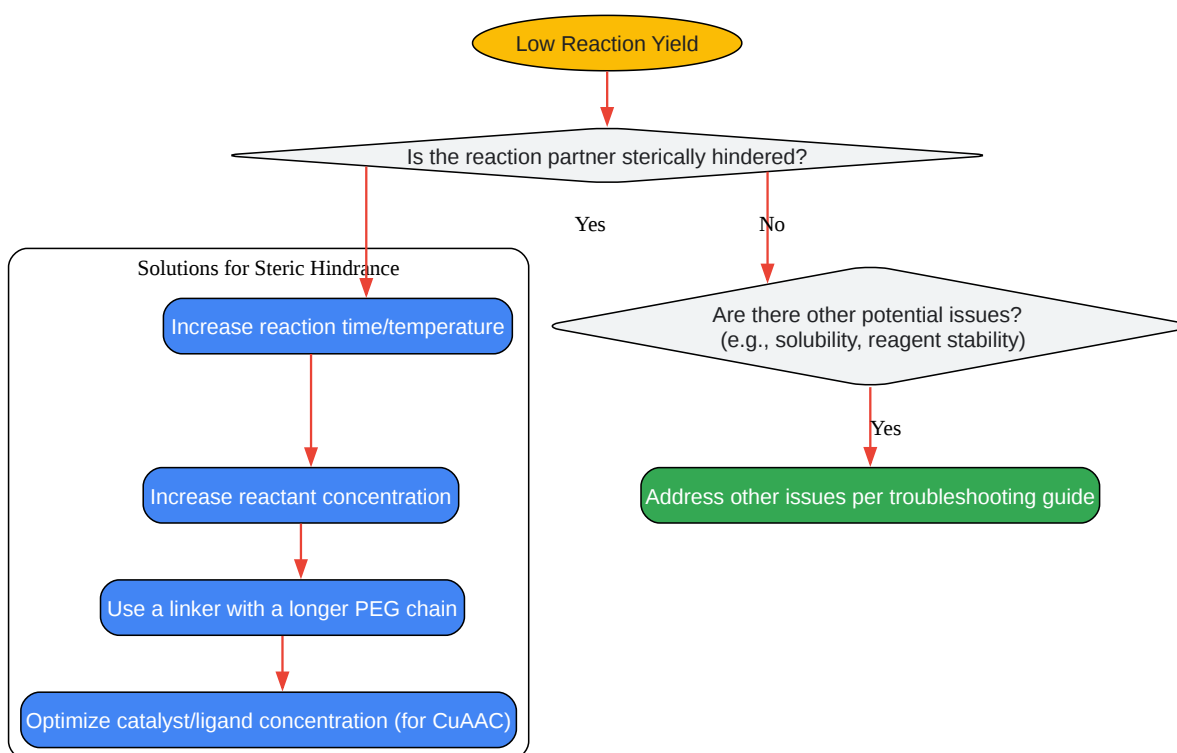 Low Reaction Yield
Is the reaction partner sterically hindered?
Yes
No
Solutions for Steric Hindrance
Increase reaction time/temperature
Are there other potential issues?
(e.g., solubility, reagent stability)
Yes
Increase reactant concentration
Address other issues per troubleshooting guide
Use a linker with a longer PEG chain
Optimize catalyst/ligand concentration (for CuAAC)